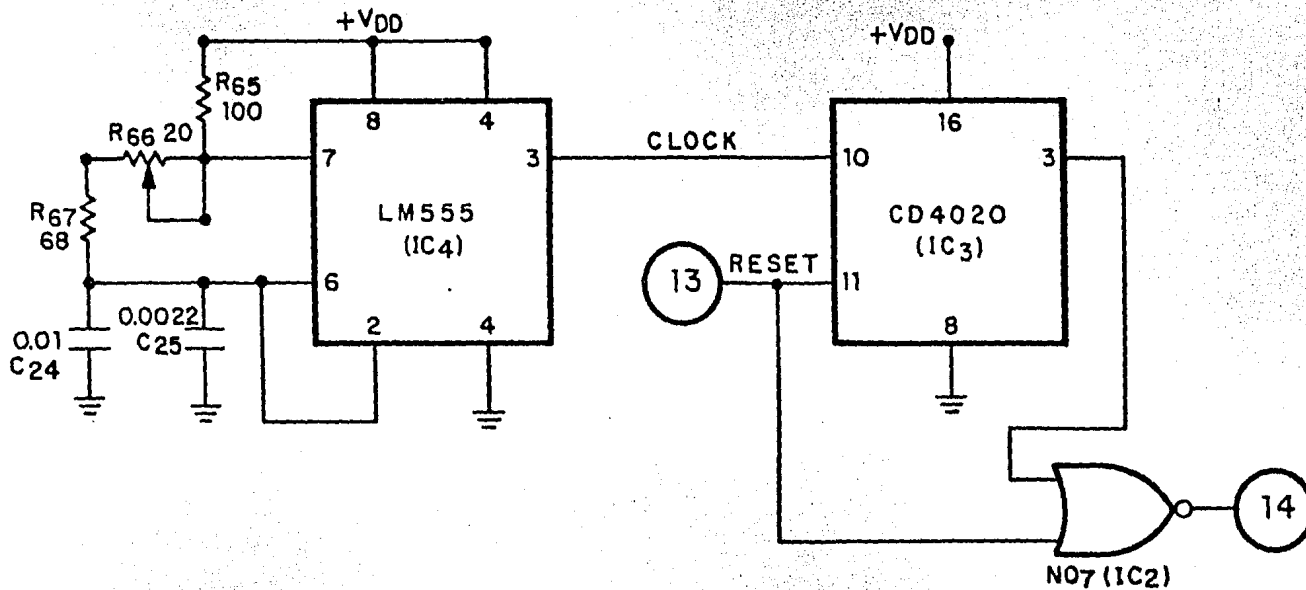 +VDD
+VDD
R65
100
8
4
16
R66 20
7
3
CLOCK
10
3
R67
68
LM555
(IC4)
CD4020
(IC3)
13
RESET
6
11
0.01
C24
0.0022
C25
2
4
8
14
NO7 (IC2)